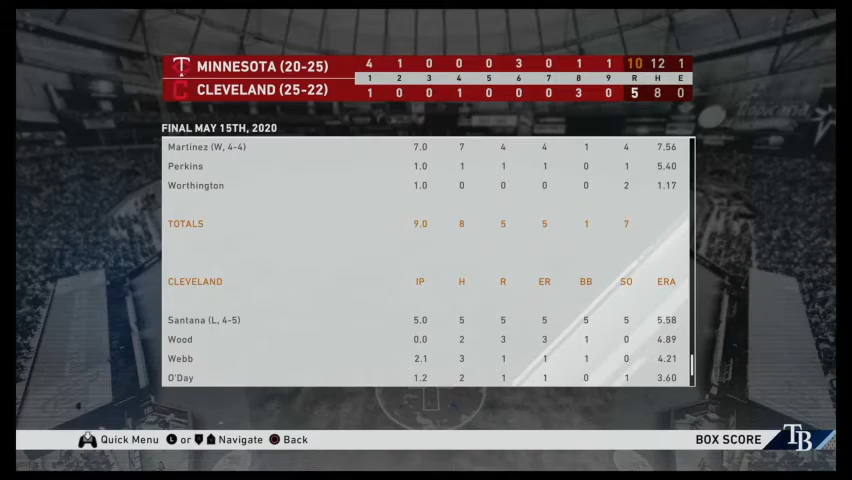 MINNESOTA (20-25) 4 1 0 0 0 3 0 1 1 10 12 1
1 2 3 4 5 6 7 8 9 R H E
C CLEVELAND (25-22) 1 0 0 1 0 0 0 3 0 5 8 0
FINAL MAY 15TH, 2020
Martinez (W, 4-4) 7.0 7 4 4 1 4 7.56
Perkins 1.0 1 1 1 0 1 5.40
Worthington 1.0 0 0 0 0 2 1.17
TOTALS 9.0 8 5 5 1 7
CLEVELAND IP H R ER BB SO ERA
Santana (L, 4-5) 5.0 5 5 5 5 5 5.58
Wood 0.0 2 3 3 1 0 4.89
Webb 2.1 3 1 1 1 0 4.21
O'Day 1.2 2 1 1 0 1 3.60
Quick Menu L or Navigate Back
BOX SCORE TB